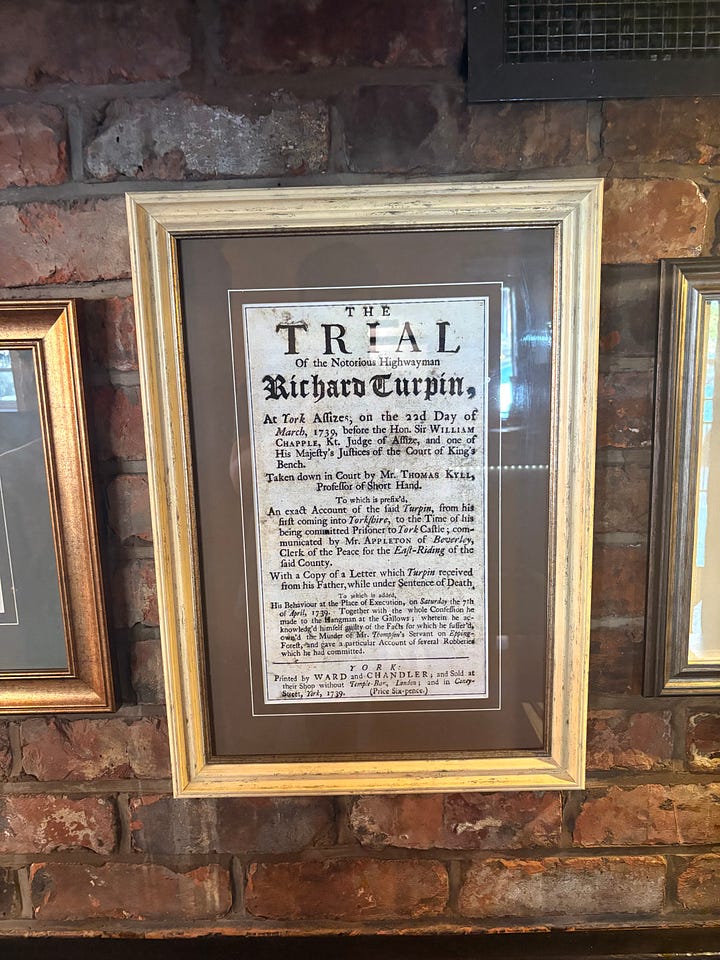 THE
TRIAL
Of the Notorious Highwayman
Richard Turpin,
At York Aſſizes, on the 22d Day of
March, 1739, before the Hon. Sir WILLIAM
CHAPPLE, Kt. Judge of Aſſize, and one of
His Majeſty's Juſtices of the Court of King's
Bench.
Taken down in Court by Mr. THOMAS KYLL,
Profeſſor of Short Hand.
To which is prefix'd,
An exact Account of the ſaid Turpin, from his
firſt coming into Yorkſhire, to the Time of his
being committed Priſoner to York Caſtle; com-
municated by Mr. APPLETON of Beverley,
Clerk of the Peace for the Eaſt-Riding of the
ſaid County.
With a Copy of a Letter which Turpin received
from his Father, while under Sentence of Death.
To which is added,
His Behaviour at the Place of Execution, on Saturday the 7th
of April, 1739. Together with the whole Confeſſion he
made to the Hangman at the Gallows; wherein he ac-
knowledg'd himſelf guilty of the Facts for which he ſuffer'd,
own'd the Murder of Mr. Thompſon's Servant on Epping-
Foreſt, and gave a particular Account of ſeveral Robberies
which he had committed.
YORK:
Printed by WARD and CHANDLER; and Sold at
their Shop without Temple-Bar, London; and in Coney-
Street, York, 1739. (Price Six-pence.)